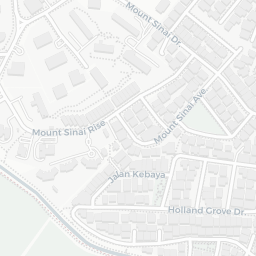 Mount Sinai Dr.
Mount Sinai Ave.
Mount Sinai Rise
Jalan Kebaya
Holland Grove Dr.